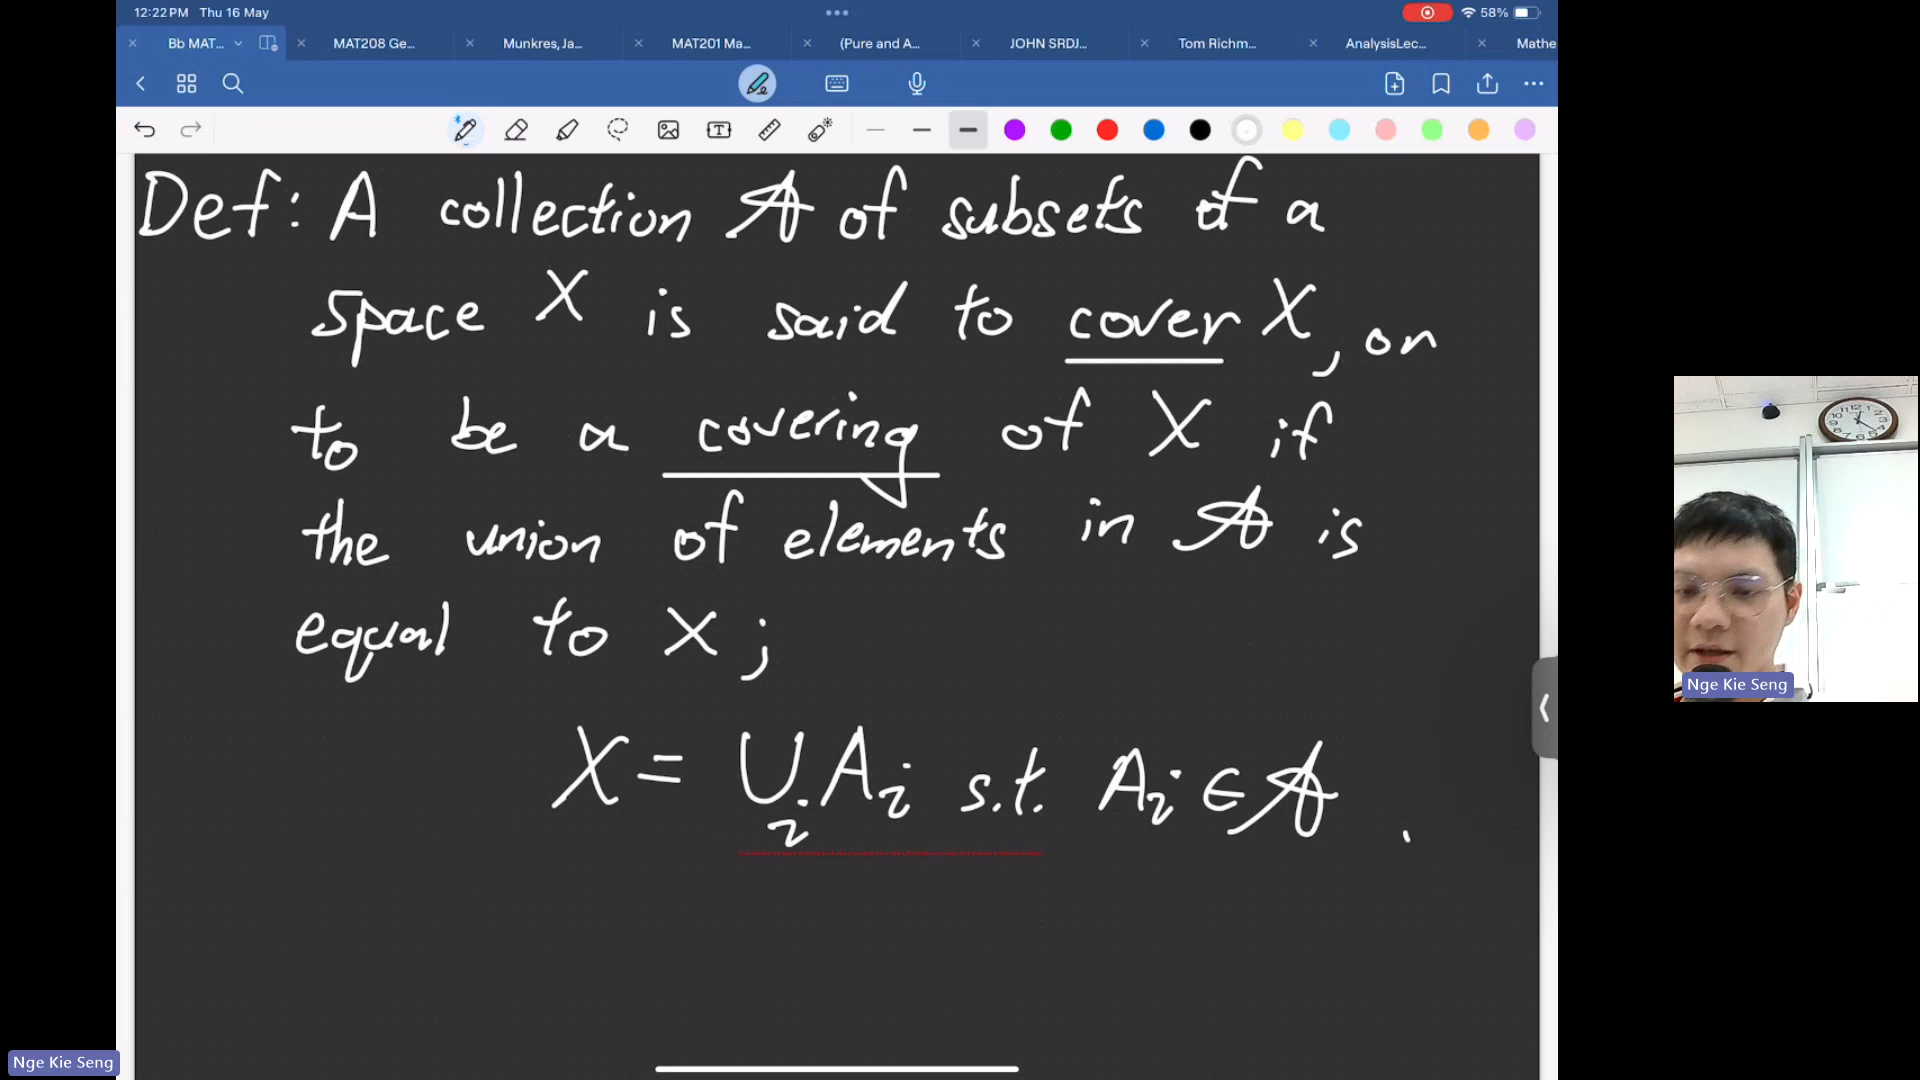 12:22 PM Thu 16 May
58%
Bb MAT...
MAT208 Ge...
Munkres, Ja...
MAT201 Ma...
(Pure and A...
JOHN SRDJ...
Tom Richm...
AnalysisLec...
Mathe
Def: A collection 𝒜 of subsets of a
space X is said to cover X, or
to be a covering of X if
the union of elements in 𝒜 is
equal to X ;
X = ⋃ᵢ Aᵢ s.t. Aᵢ ∈ 𝒜 .
Nge Kie Seng
Nge Kie Seng